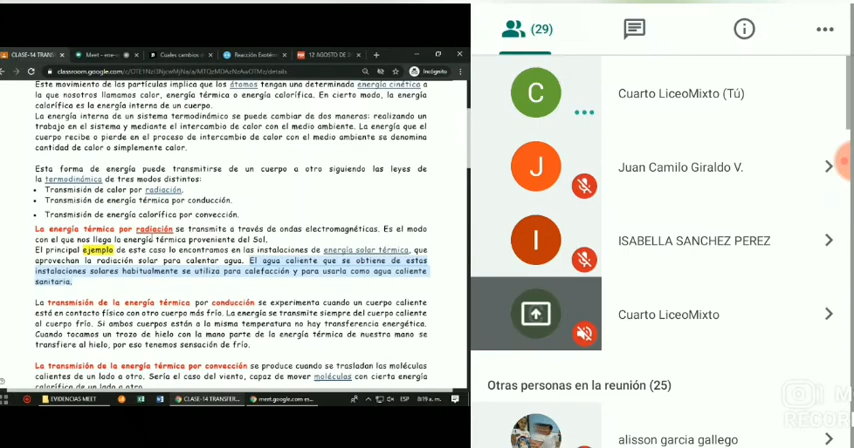 CLASE-14 TRANS
Meet - ene-s
Cuales cambios
Reacción Exotérm
12 AGOSTO DE 2
classroom.google.com/c/
/details
Incógnito
Este movimiento de las partículas implica que los átomos tengan una determinada energía cinética a
la que nosotros llamamos calor, energía térmica o energía calorífica. En cierto modo, la energía
calorífica es la energía interna de un cuerpo.
La energía interna de un sistema termodinámico se puede cambiar de dos maneras: realizando un
trabajo en el sistema y mediante el intercambio de calor con el medio ambiente. La energía que el
cuerpo recibe o pierde en el proceso de intercambio de calor con el medio ambiente se denomina
cantidad de calor o simplemente calor.
Esta forma de energía puede transmitirse de un cuerpo a otro siguiendo las leyes de
la termodinámica de tres modos distintos:
• Transmisión de calor por radiación.
• Transmisión de energía térmica por conducción.
• Transmisión de energía calorífica por convección.
La energía térmica por radiación se transmite a través de ondas electromagnéticas. Es el modo
con el que nos llega la energía térmica proveniente del Sol.
El principal ejemplo de este caso lo encontramos en las instalaciones de energía solar térmica, que
aprovechan la radiación solar para calentar agua. El agua caliente que se obtiene de estas
instalaciones solares habitualmente se utiliza para calefacción y para usarla como agua caliente
sanitaria.
La transmisión de la energía térmica por conducción se experimenta cuando un cuerpo caliente
está en contacto físico con otro cuerpo más frío. La energía se transmite siempre del cuerpo caliente
al cuerpo frío. Si ambos cuerpos están a la misma temperatura no hay transferencia energética.
Cuando tocamos un trozo de hielo con la mano parte de la energía térmica de nuestra mano se
transfiere al hielo, por eso tenemos sensación de frío.
La transmisión de la energía térmica por convección se produce cuando se trasladan las moléculas
calientes de un lado a otro. Sería el caso del viento, capaz de mover moléculas con cierta energía
calorífica de un lado a otro.
EVIDENCIAS MEET
CLASE-14 TRANSFER...
meet.google.com es...
ESP
8:19 a. m.
(29)
C
Cuarto LiceoMixto (Tú)
J
Juan Camilo Giraldo V.
I
ISABELLA SANCHEZ PEREZ
Cuarto LiceoMixto
Otras personas en la reunión (25)
alisson garcia gallego